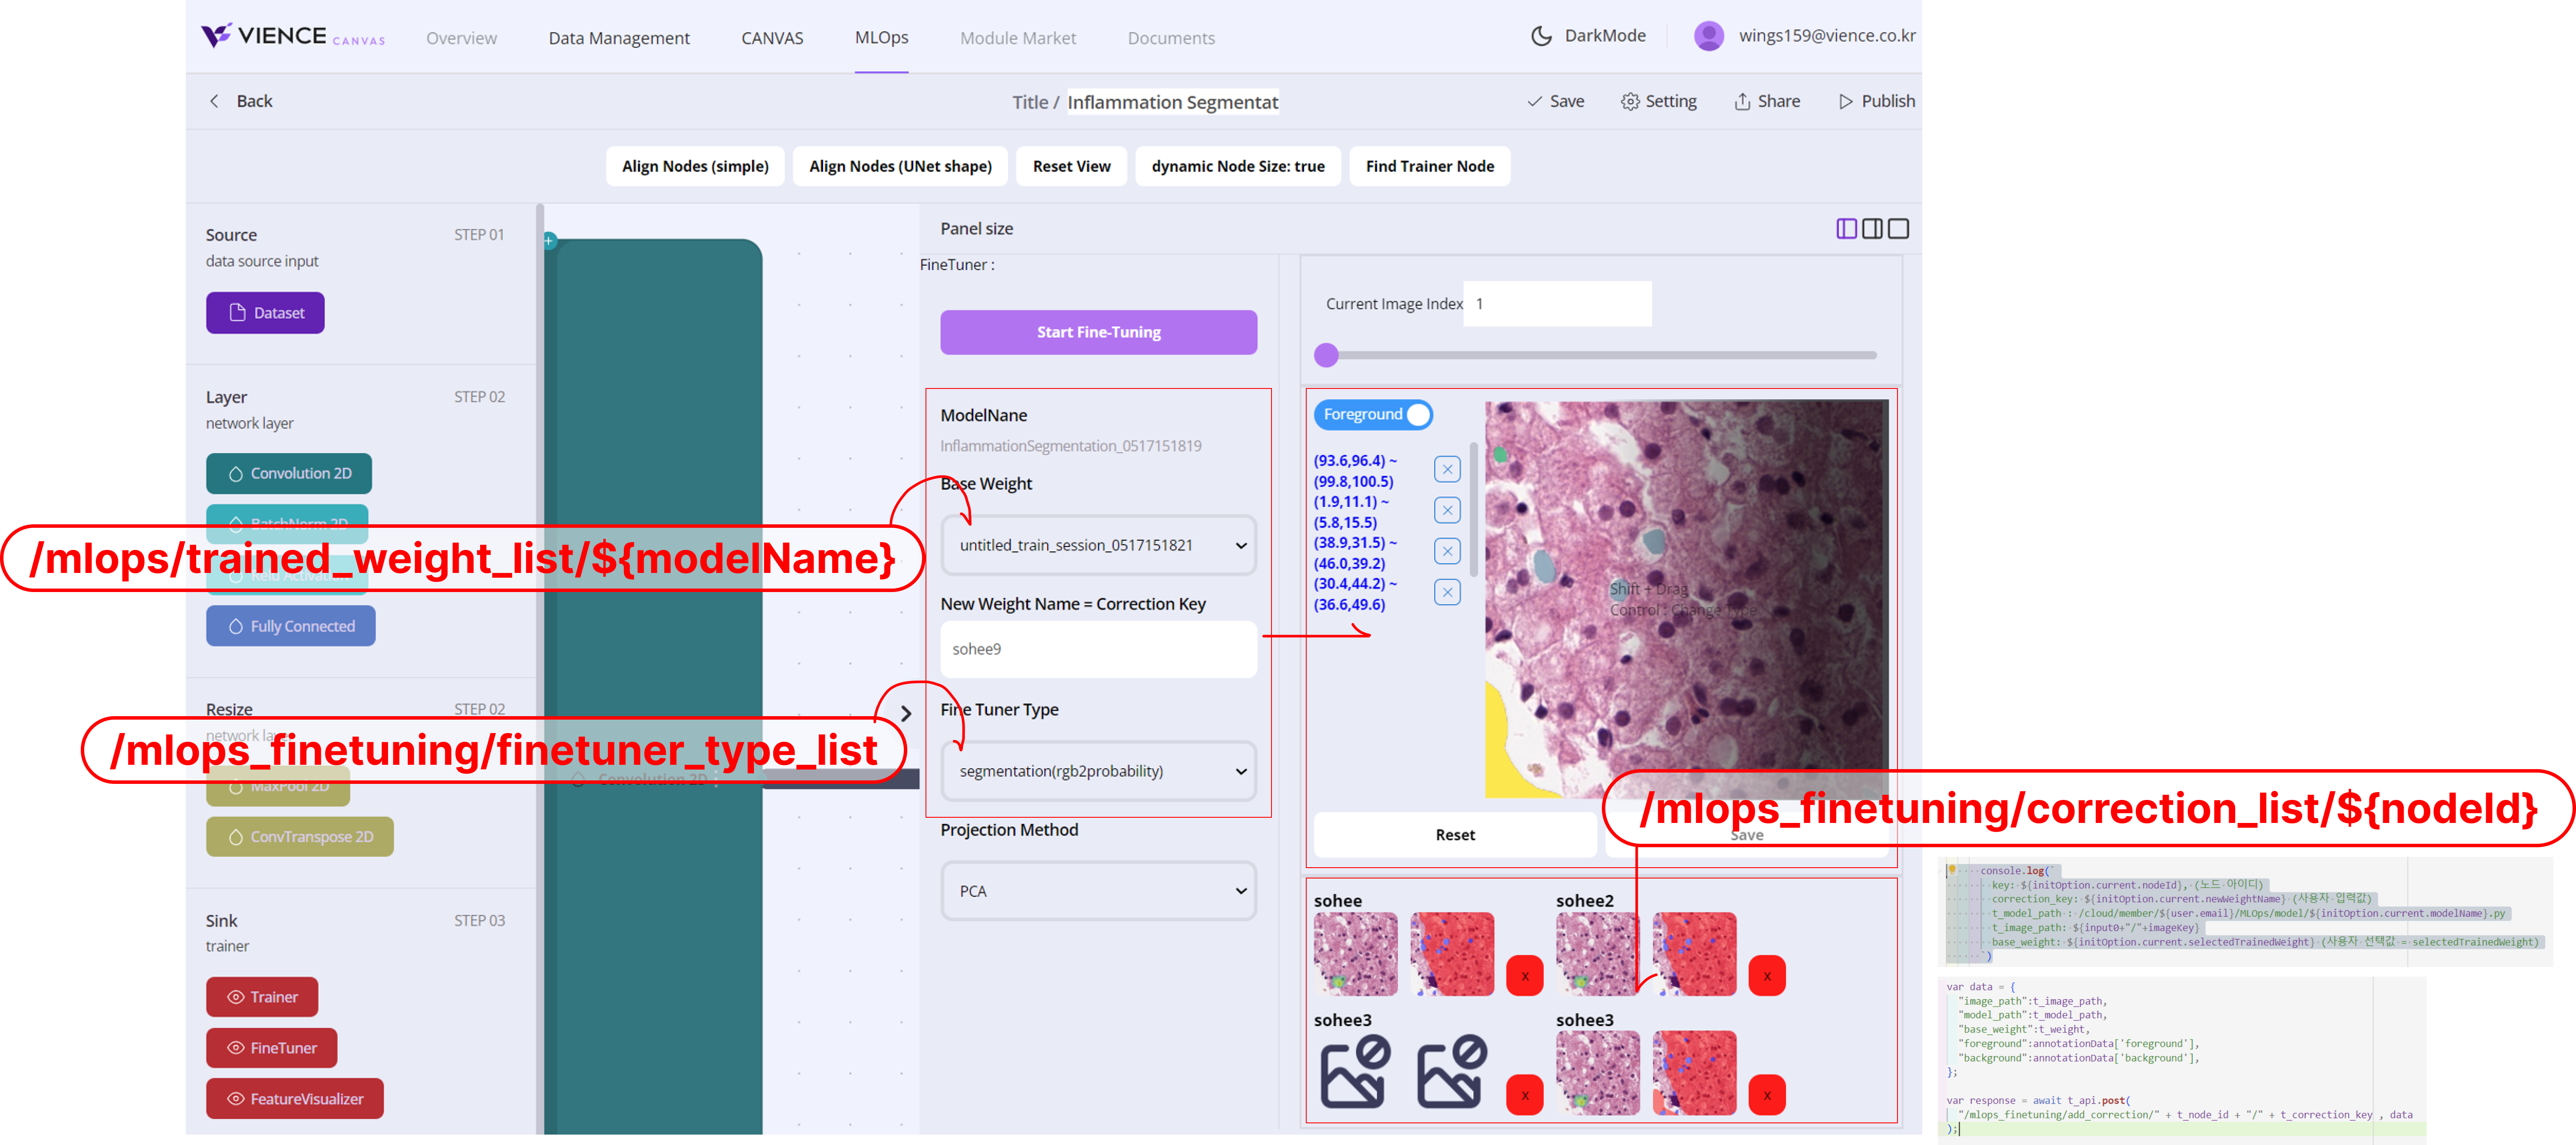 VIENCE CANVAS
Overview
Data Management
CANVAS
MLOps
Module Market
Documents
DarkMode
wings159@vience.co.kr
Back
Title / Inflammation Segmentat
Save
Setting
Share
Publish
Align Nodes (simple)
Align Nodes (UNet shape)
Reset View
dynamic Node Size: true
Find Trainer Node
Source
STEP 01
data source input
Dataset
Layer
STEP 02
network layer
Convolution 2D
BatchNorm 2D
/mlops/trained_weight_list/${modelName}
Relu Activation
Fully Connected
Resize
STEP 02
network layer
/mlops_finetuning/finetuner_type_list
MaxPool 2D
ConvTranspose 2D
Sink
STEP 03
trainer
Trainer
FineTuner
FeatureVisualizer
Convolution 2D
Panel size
FineTuner :
Start Fine-Tuning
ModelNane
InflammationSegmentation_0517151819
Base Weight
untitled_train_session_0517151821
New Weight Name = Correction Key
sohee9
Fine Tuner Type
segmentation(rgb2probability)
Projection Method
PCA
Current Image Index
1
Foreground
(93.6,96.4) ~
(99.8,100.5)
(1.9,11.1) ~
(5.8,15.5)
(38.9,31.5) ~
(46.0,39.2)
(30.4,44.2) ~
(36.6,49.6)
Shift + Drag
Control : Change Type
Reset
Save
/mlops_finetuning/correction_list/${nodeId}
sohee
x
sohee2
x
sohee3
x
sohee3
x
console.log(`
key: ${initOption.current.nodeId}, (노드 아이디)
correction_key: ${initOption.current.newWeightName} (사용자 입력값)
t_model_path : /cloud/member/${user.email}/MLOps/model/${initOption.current.modelName}.py
t_image_path: ${input0+"/"+imageKey}
base_weight: ${initOption.current.selectedTrainedWeight} (사용자 선택값 = selectedTrainedWeight)
`)
var data = {
"image_path":t_image_path,
"model_path":t_model_path,
"base_weight":t_weight,
"foreground":annotationData['foreground'],
"background":annotationData['background'],
};
var response = await t_api.post(
"/mlops_finetuning/add_correction/" + t_node_id + "/" + t_correction_key , data
);